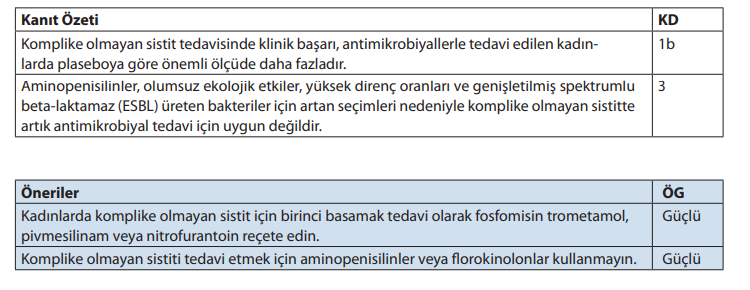 Kanıt Özeti KD
Komplike olmayan sistit tedavisinde klinik başarı, antimikrobiyallerle tedavi edilen kadın- 1b
larda plaseboya göre önemli ölçüde daha fazladır.
Aminopenisilinler, olumsuz ekolojik etkiler, yüksek direnç oranları ve genişletilmiş spektrumlu 3
beta-laktamaz (ESBL) üreten bakteriler için artan seçimleri nedeniyle komplike olmayan sistitte
artık antimikrobiyal tedavi için uygun değildir.
Öneriler ÖG
Kadınlarda komplike olmayan sistit için birinci basamak tedavi olarak fosfomisin trometamol, Güçlü
pivmesilinam veya nitrofurantoin reçete edin.
Komplike olmayan sistiti tedavi etmek için aminopenisilinler veya florokinolonlar kullanmayın. Güçlü